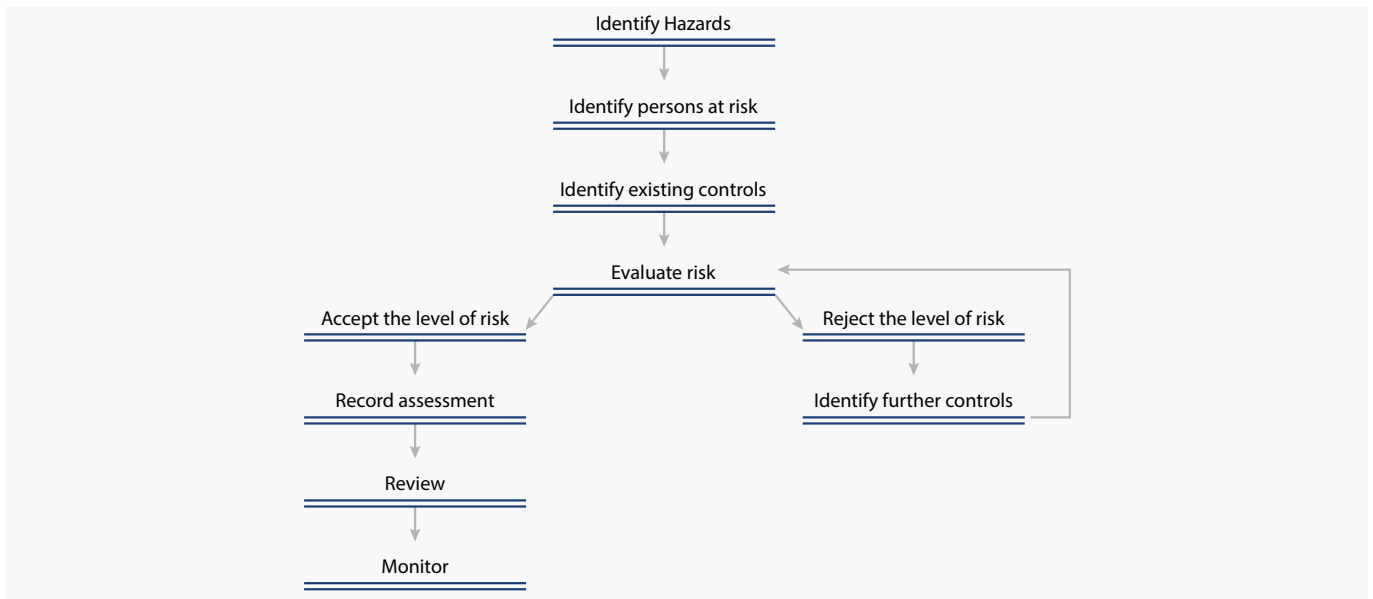 Identify Hazards
Identify persons at risk
Identify existing controls
Evaluate risk
Accept the level of risk
Reject the level of risk
Record assessment
Identify further controls
Review
Monitor